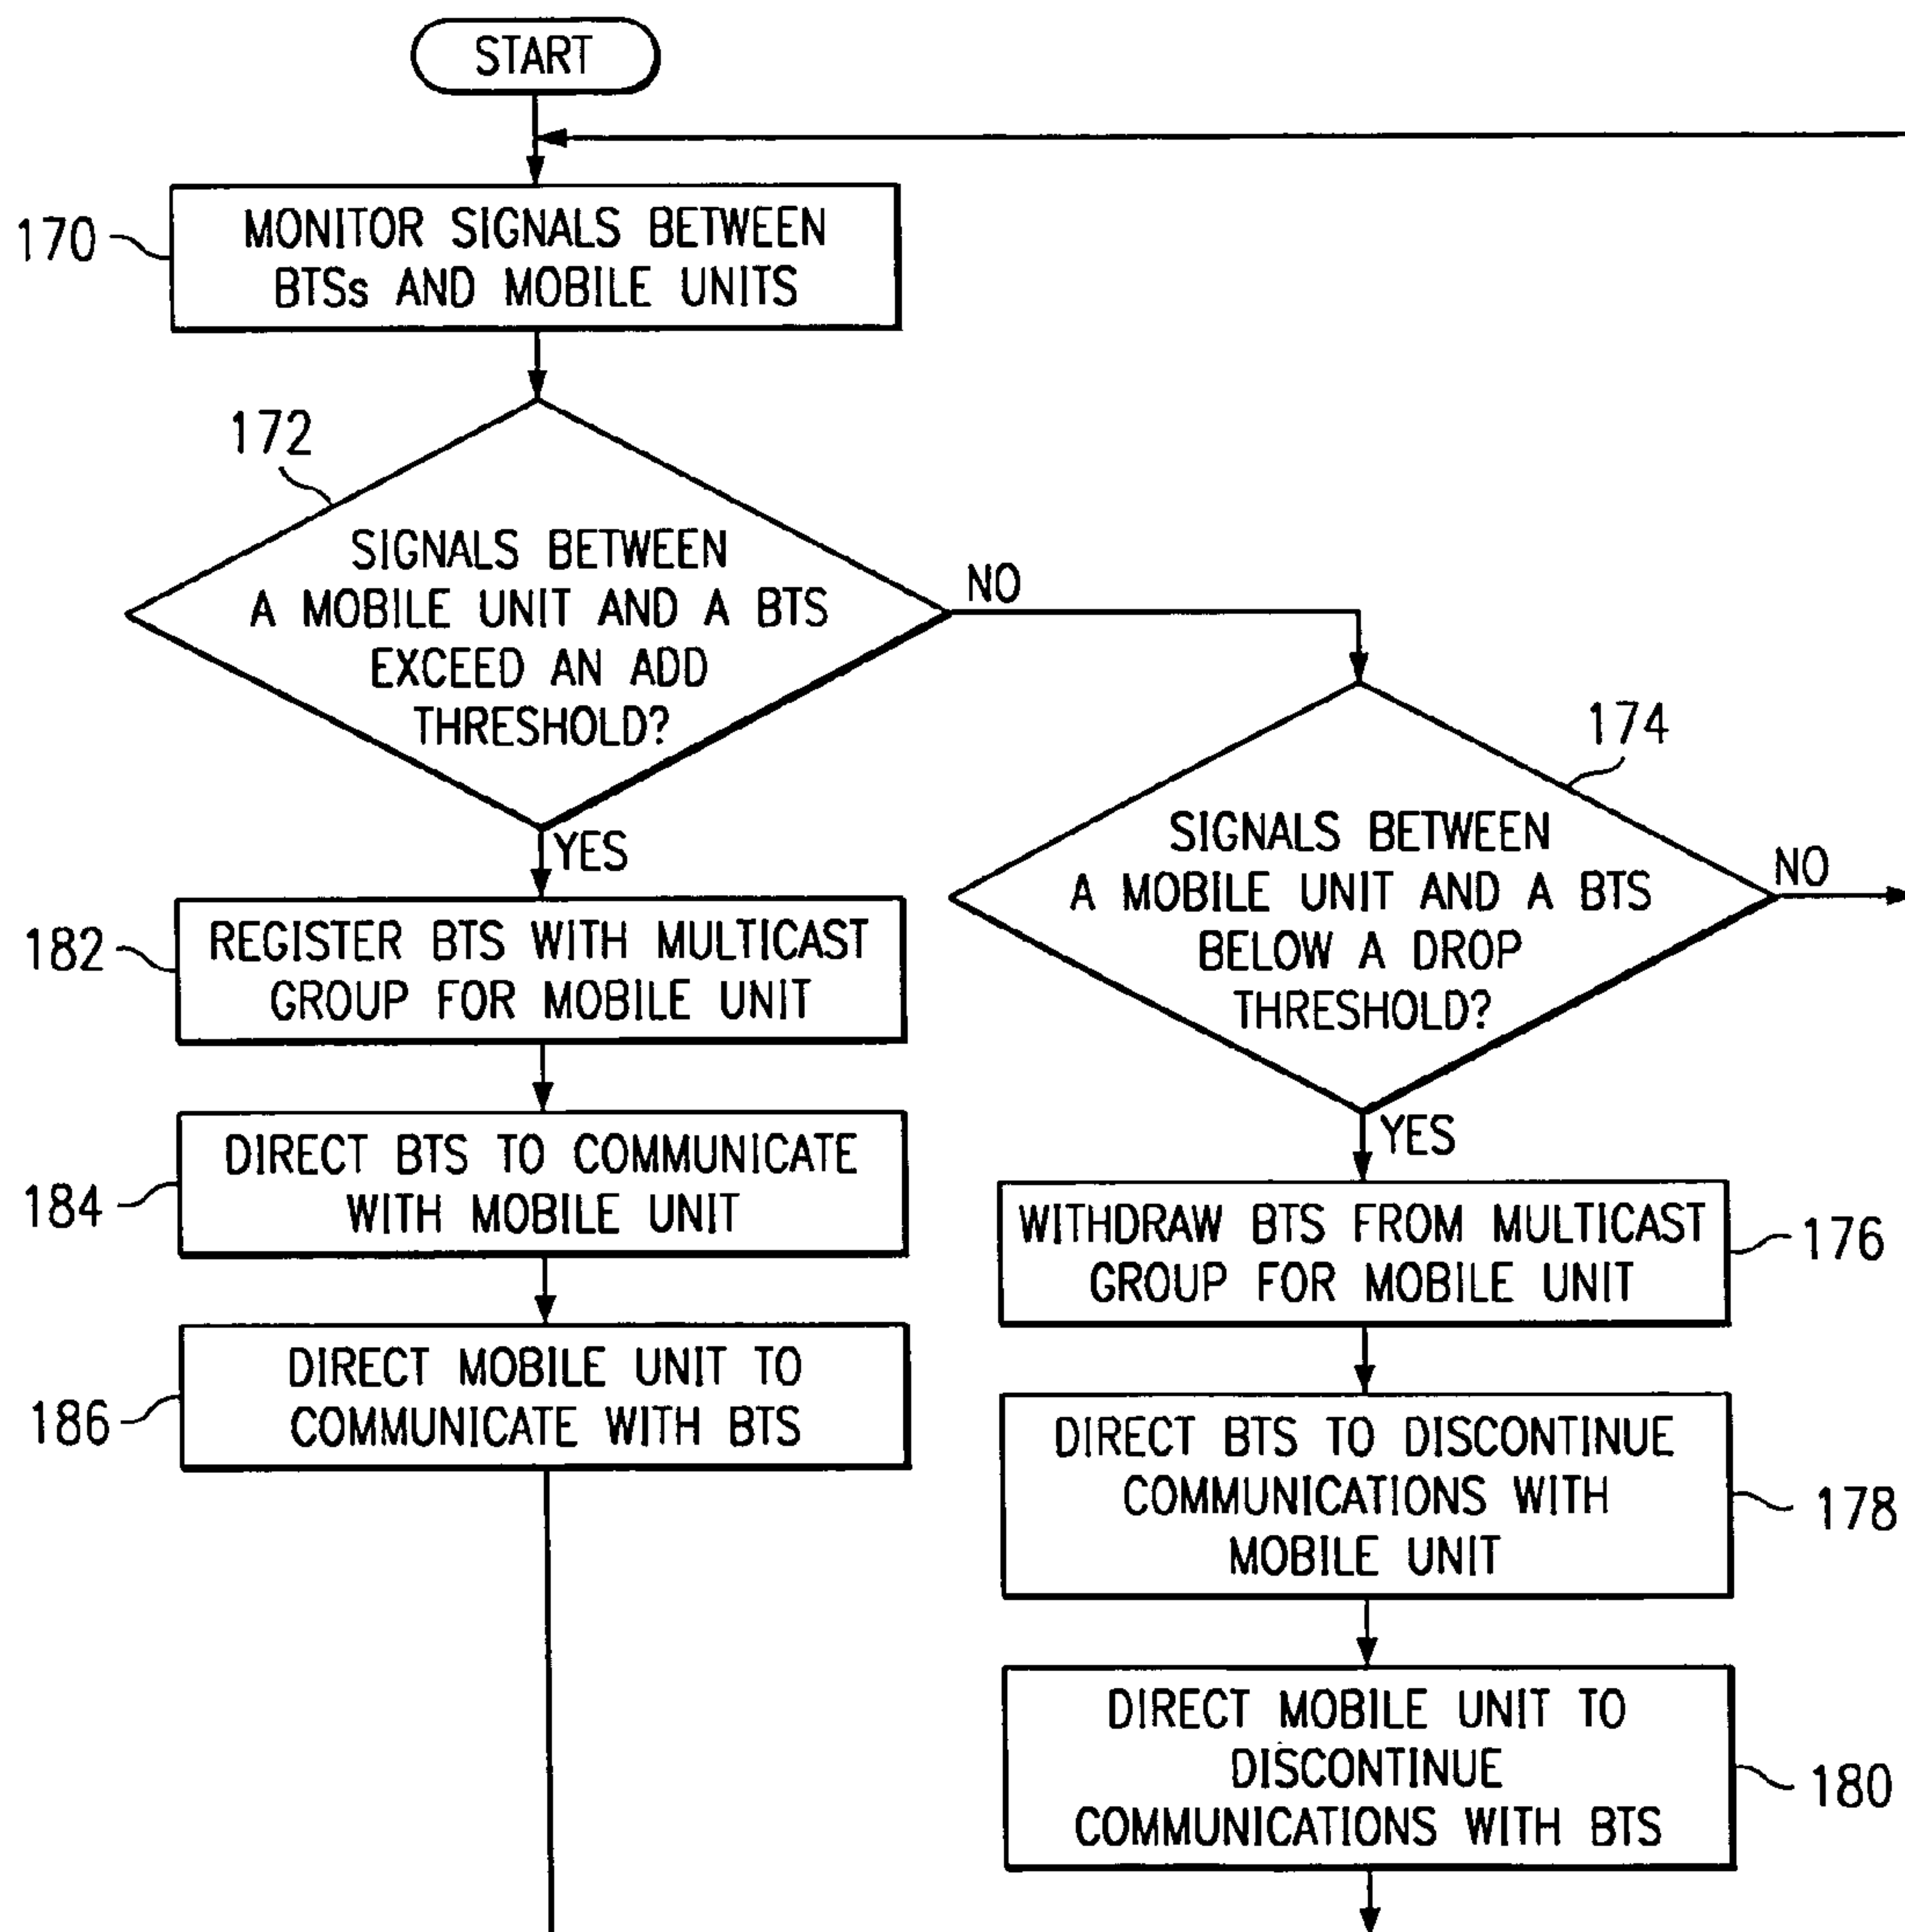 START
170
MONITOR SIGNALS BETWEEN
BTSs AND MOBILE UNITS
172
SIGNALS BETWEEN
A MOBILE UNIT AND A BTS
EXCEED AN ADD
THRESHOLD?
NO
YES
174
SIGNALS BETWEEN
A MOBILE UNIT AND A BTS
BELOW A DROP
THRESHOLD?
NO
YES
182
REGISTER BTS WITH MULTICAST
GROUP FOR MOBILE UNIT
184
DIRECT BTS TO COMMUNICATE
WITH MOBILE UNIT
186
DIRECT MOBILE UNIT TO
COMMUNICATE WITH BTS
WITHDRAW BTS FROM MULTICAST
GROUP FOR MOBILE UNIT
176
DIRECT BTS TO DISCONTINUE
COMMUNICATIONS WITH
MOBILE UNIT
178
DIRECT MOBILE UNIT TO
DISCONTINUE
COMMUNICATIONS WITH BTS
180